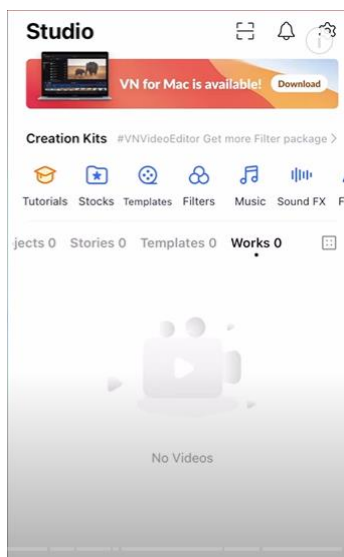 Studio
VN for Mac is available! Download
Creation Kits #VNVideoEditor Get more Filter package >
Tutorials Stocks Templates Filters Music Sound FX F
jects 0 Stories 0 Templates 0 Works 0
No Videos